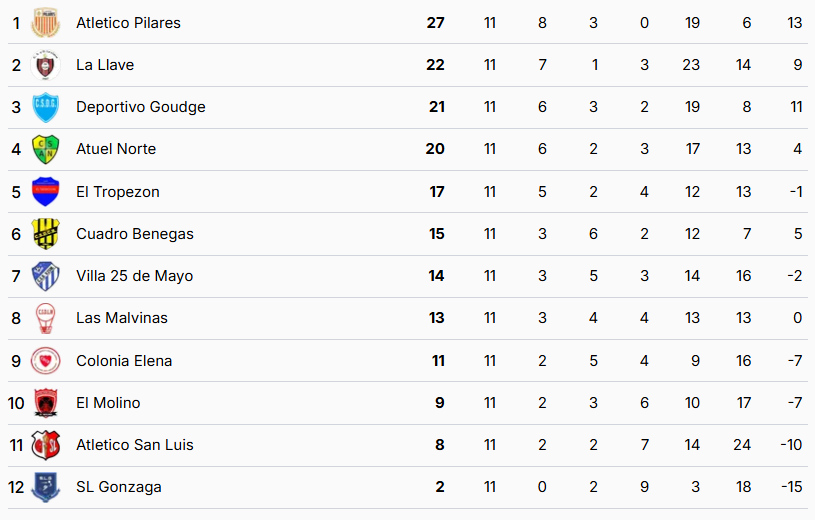 1 Atletico Pilares 27 11 8 3 0 19 6 13
2 La Llave 22 11 7 1 3 23 14 9
3 Deportivo Goudge 21 11 6 3 2 19 8 11
4 Atuel Norte 20 11 6 2 3 17 13 4
5 El Tropezon 17 11 5 2 4 12 13 -1
6 Cuadro Benegas 15 11 3 6 2 12 7 5
7 Villa 25 de Mayo 14 11 3 5 3 14 16 -2
8 Las Malvinas 13 11 3 4 4 13 13 0
9 Colonia Elena 11 11 2 5 4 9 16 -7
10 El Molino 9 11 2 3 6 10 17 -7
11 Atletico San Luis 8 11 2 2 7 14 24 -10
12 SL Gonzaga 2 11 0 2 9 3 18 -15